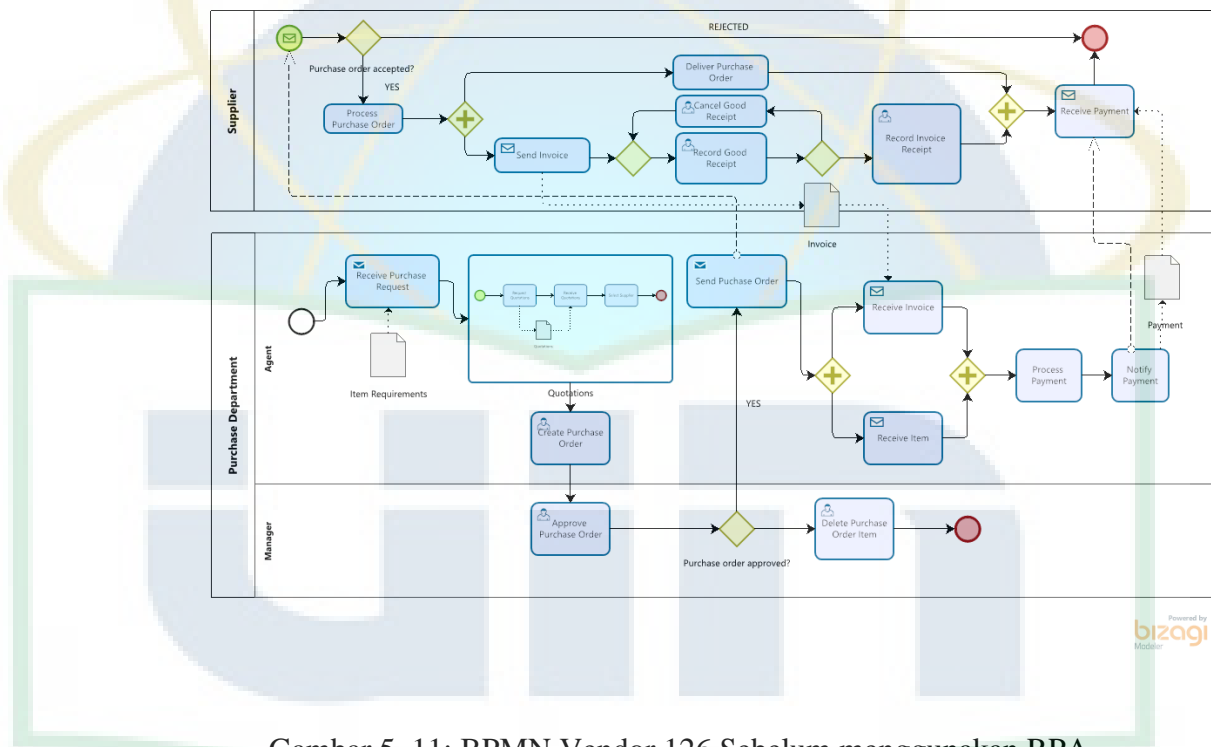 REJECTED
Purchase order accepted?
YES
Deliver Purchase
Order
Process
Purchase Order
Cancel Good
Receipt
Send Invoice
Record Good
Receipt
Record Invoice
Receipt
Receive Payment
Supplier
Invoice
Purchase Department
Agent
Receive Purchase
Request
Item Requirements
Quotations
Send Puchase Order
Receive Invoice
Payment
Process
Payment
Notify
Payment
YES
Create Purchase
Order
Receive Item
Manager
Approve
Purchase Order
Purchase order approved?
Delete Purchase
Order Item
Powered by
bizagi
Modeler
Gambar 5. 11: BPMN Vendor 126 Sebelum menggunakan RPA